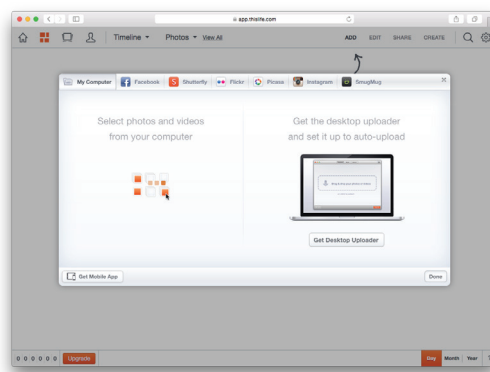 app.thislife.com
Timeline Photos View All ADD EDIT SHARE CREATE
My Computer Facebook Shutterfly Flickr Picasa Instagram SmugMug
Select photos and videos
from your computer
Get the desktop uploader
and set it up to auto-upload
Get Desktop Uploader
Get Mobile App Done
0 0 0 0 0 0 Upgrade Day Month Year